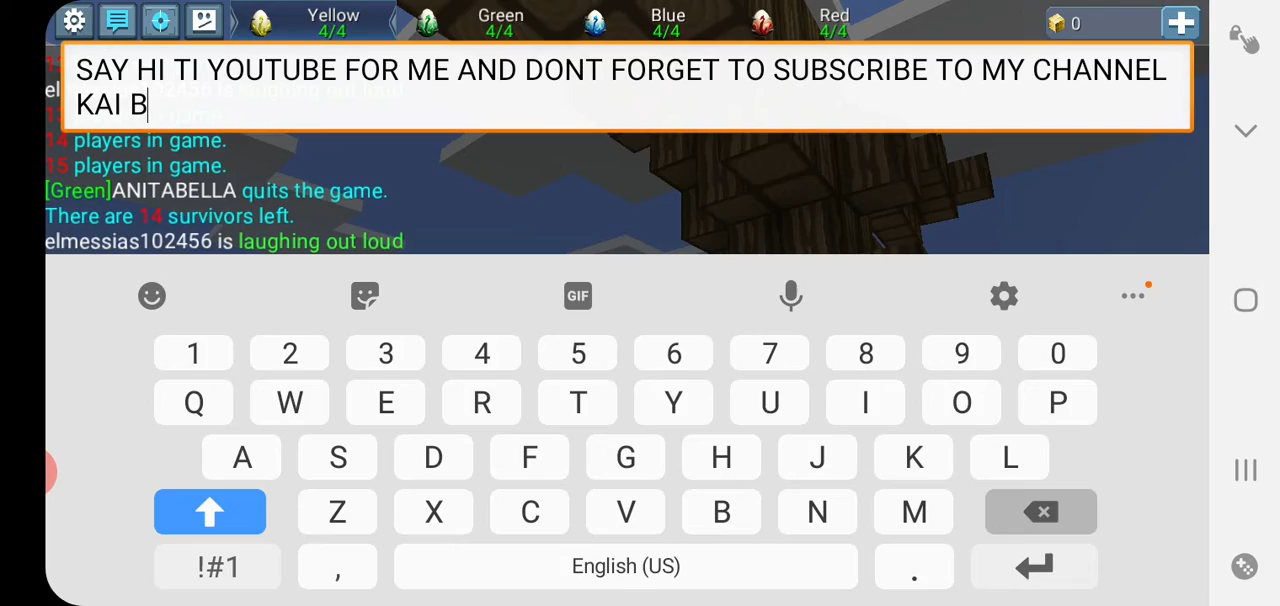 Yellow Green Blue Red
4/4 4/4 4/4 4/4 0
SAY HI TI YOUTUBE FOR ME AND DONT FORGET TO SUBSCRIBE TO MY CHANNEL
KAI B
14 players in game.
15 players in game.
[Green]ANITABELLA quits the game.
There are 14 survivors left.
elmessias102456 is laughing out loud
GIF
1 2 3 4 5 6 7 8 9 0
Q W E R T Y U I O P
A S D F G H J K L
Z X C V B N M
!#1 , English (US) .